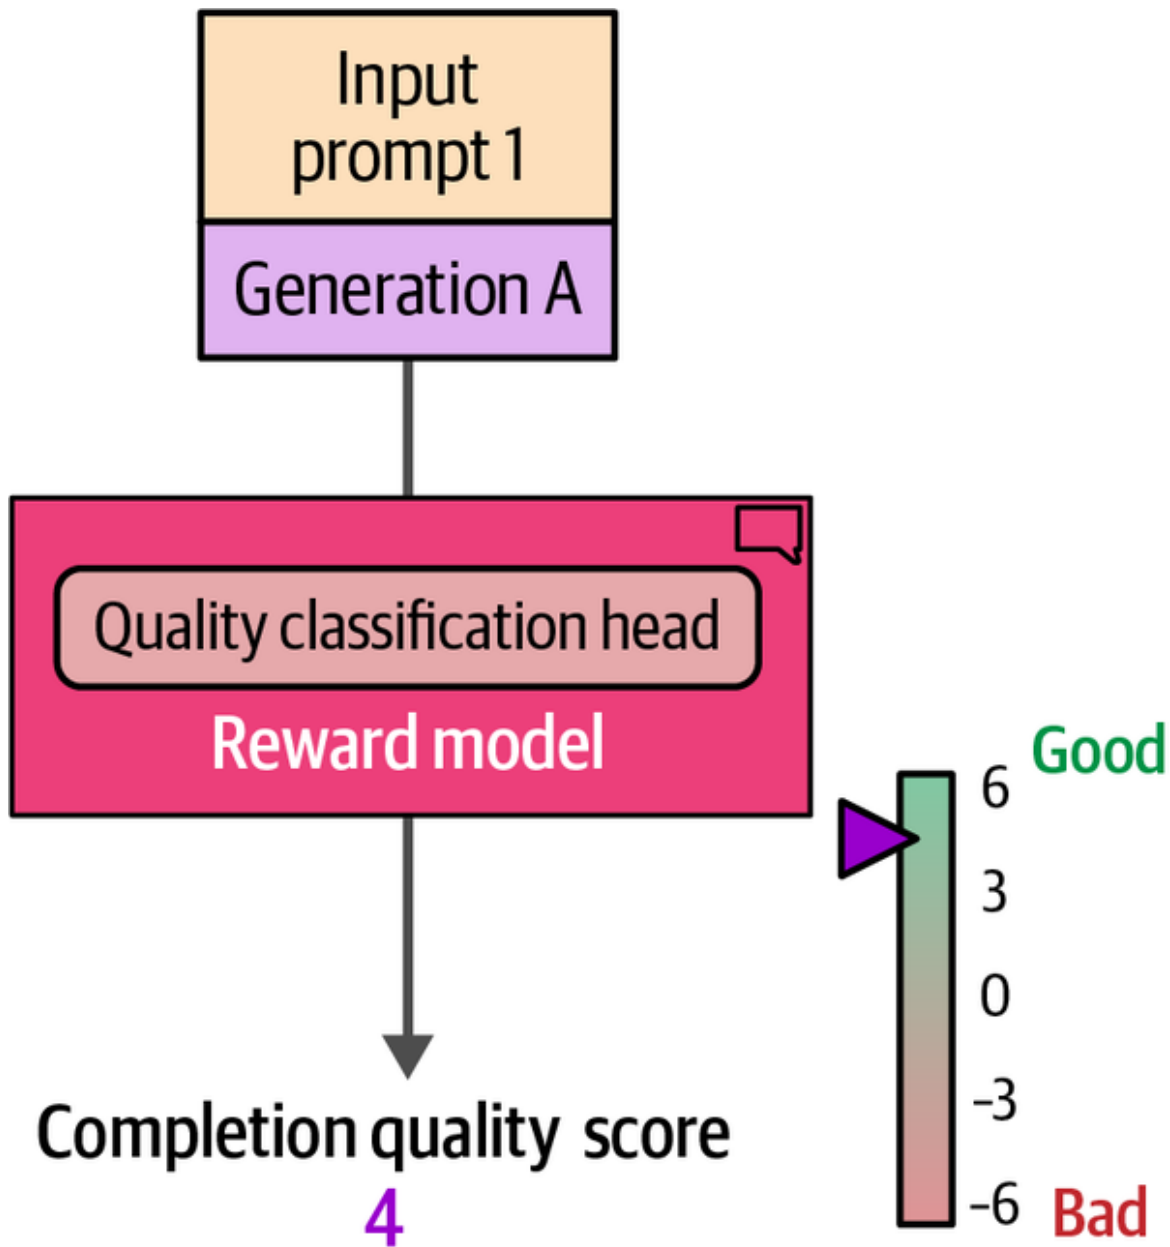 Input
prompt 1
Generation A
Quality classification head
Reward model
Good
6
3
0
–3
–6
Bad
Completion quality score
4